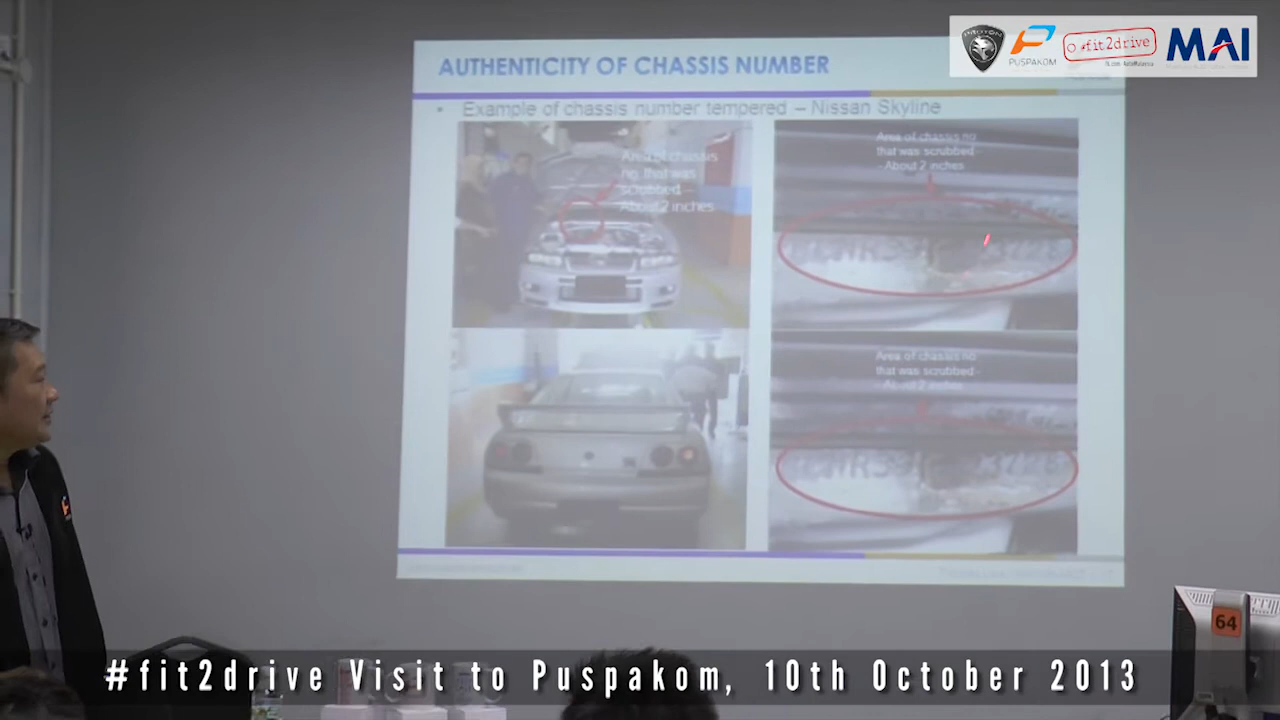 PROTON
PUSPAKOM
#fit2drive
MAI
AUTHENTICITY OF CHASSIS NUMBER
• Example of chassis number tempered – Nissan Skyline
Area of chassis
no that was
scrubbed –
About 2 inches
Area of chassis no
that was scrubbed
- About 2 inches
Area of chassis no
that was scrubbed-
- About 2 inches
64
#fit2drive Visit to Puspakom, 10th October 2013